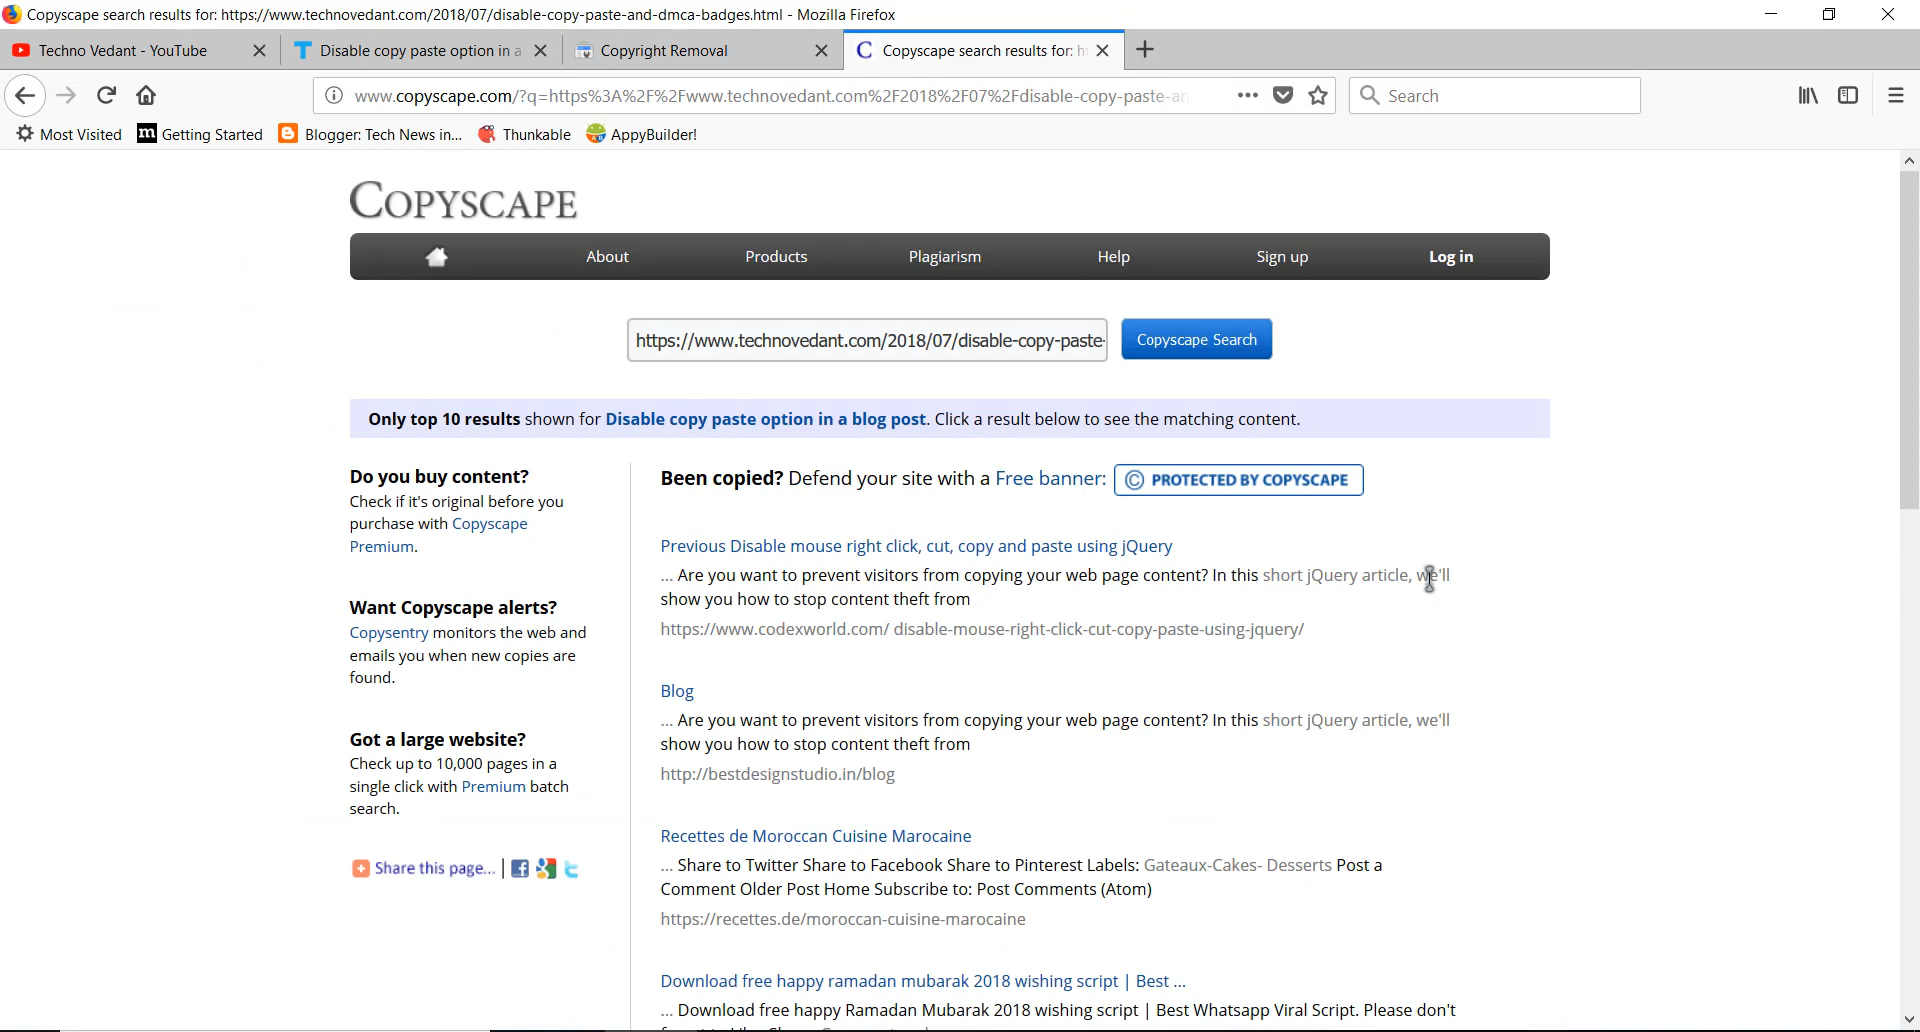 Copyscape search results for: https://www.technovedant.com/2018/07/disable-copy-paste-and-dmca-badges.html - Mozilla Firefox
Techno Vedant - YouTube
Disable copy paste option in a
Copyright Removal
Copyscape search results for: ht
www.copyscape.com/?q=https%3A%2F%2Fwww.technovedant.com%2F2018%2F07%2Fdisable-copy-paste-an
Search
Most Visited
Getting Started
Blogger: Tech News in...
Thunkable
AppyBuilder!
COPYSCAPE
About
Products
Plagiarism
Help
Sign up
Log in
https://www.technovedant.com/2018/07/disable-copy-paste-
Copyscape Search
Only top 10 results shown for Disable copy paste option in a blog post. Click a result below to see the matching content.
Do you buy content?
Check if it's original before you
purchase with Copyscape
Premium.
Want Copyscape alerts?
Copysentry monitors the web and
emails you when new copies are
found.
Got a large website?
Check up to 10,000 pages in a
single click with Premium batch
search.
Share this page...
Been copied? Defend your site with a Free banner:
© PROTECTED BY COPYSCAPE
Previous Disable mouse right click, cut, copy and paste using jQuery
... Are you want to prevent visitors from copying your web page content? In this short jQuery article, we'll
show you how to stop content theft from
https://www.codexworld.com/ disable-mouse-right-click-cut-copy-paste-using-jquery/
Blog
... Are you want to prevent visitors from copying your web page content? In this short jQuery article, we'll
show you how to stop content theft from
http://bestdesignstudio.in/blog
Recettes de Moroccan Cuisine Marocaine
... Share to Twitter Share to Facebook Share to Pinterest Labels: Gateaux-Cakes- Desserts Post a
Comment Older Post Home Subscribe to: Post Comments (Atom)
https://recettes.de/moroccan-cuisine-marocaine
Download free happy ramadan mubarak 2018 wishing script | Best ...
... Download free happy Ramadan Mubarak 2018 wishing script | Best Whatsapp Viral Script. Please don't